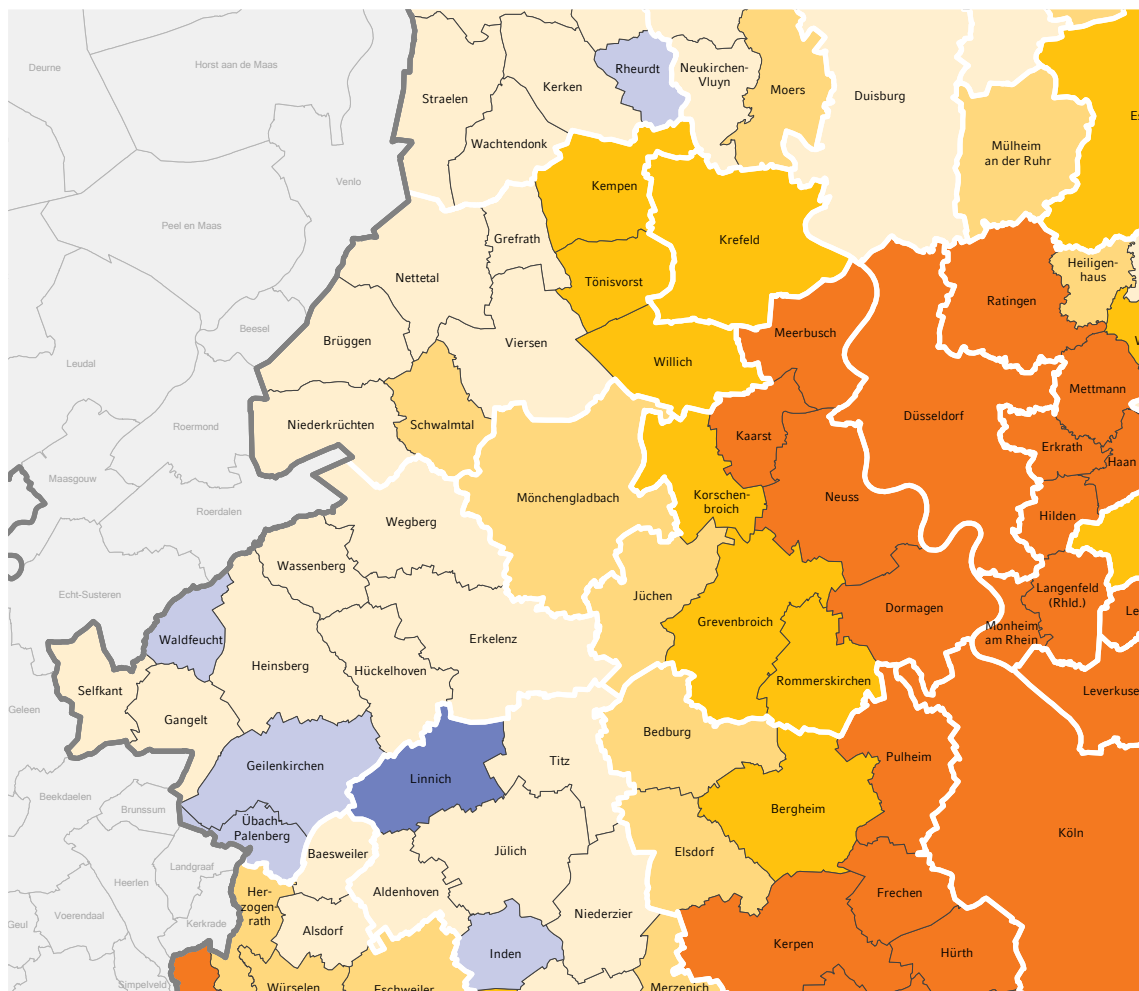 Deurne
Horst aan de Maas
Venlo
Peel en Maas
Beesel
Leudal
Roermond
Maasgouw
Roerdalen
Echt-Susteren
Geleen
Beekdaelen
Brunssum
Landgraaf
Heerlen
Voerendaal
Kerkrade
Simpelveld
Straelen
Kerken
Rheurdt
Neukirchen-
Vluyn
Moers
Duisburg
Wachtendonk
Mülheim
an der Ruhr
Kempen
Krefeld
Grefrath
Nettetal
Tönisvorst
Heiligen-
haus
Ratingen
Brüggen
Viersen
Meerbusch
Willich
Mettmann
Niederkrüchten
Schwalmtal
Kaarst
Düsseldorf
Erkrath
Haan
Mönchengladbach
Korschen-
broich
Neuss
Hilden
Wegberg
Wassenberg
Jüchen
Grevenbroich
Dormagen
Langenfeld
(Rhld.)
Monheim
am Rhein
Waldfeucht
Heinsberg
Hückelhoven
Erkelenz
Rommerskirchen
Selfkant
Gangelt
Leverkuse
Bedburg
Pulheim
Geilenkirchen
Linnich
Titz
Bergheim
Köln
Übach-
Palenberg
Baesweiler
Jülich
Elsdorf
Her-
zogen-
rath
Aldenhoven
Frechen
Alsdorf
Niederzier
Inden
Kerpen
Hürth
Würselen
Eschweiler
Merzenich